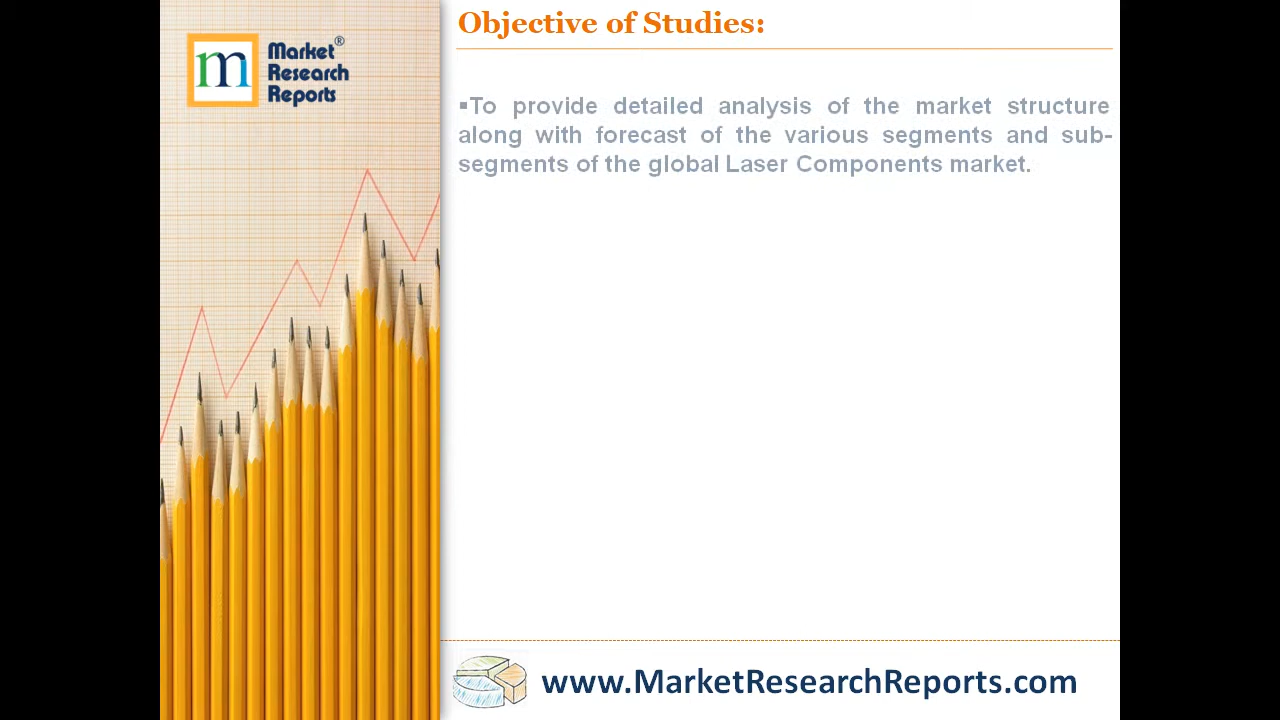 Objective of Studies:
Market®
Research
Reports
▪To provide detailed analysis of the market structure
along with forecast of the various segments and sub-
segments of the global Laser Components market.
www.MarketResearchReports.com